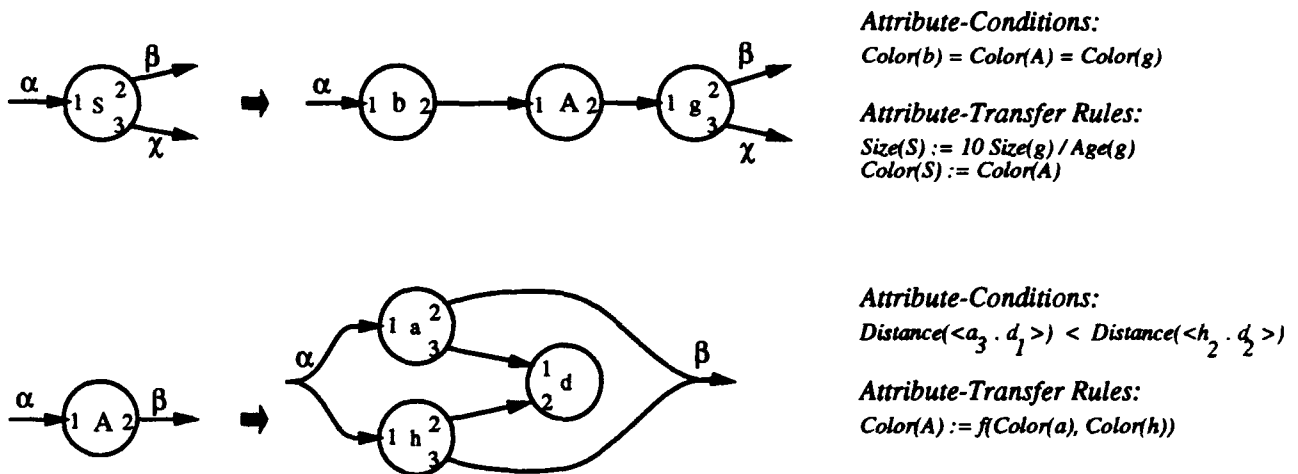 Attribute-Conditions:
Color(b) = Color(A) = Color(g)
Attribute-Transfer Rules:
Size(S) := 10 Size(g) / Age(g)
Color(S) := Color(A)
α 1 S 2 3 β χ
α 1 b 2 1 A 2 1 g 2 3 β χ
Attribute-Conditions:
Distance(<a₃ . d₁>) < Distance(<h₂ . d₂>)
Attribute-Transfer Rules:
Color(A) := f(Color(a), Color(h))
α 1 A 2 β
α 1 a 2 3 1 d 2 1 h 2 3 β